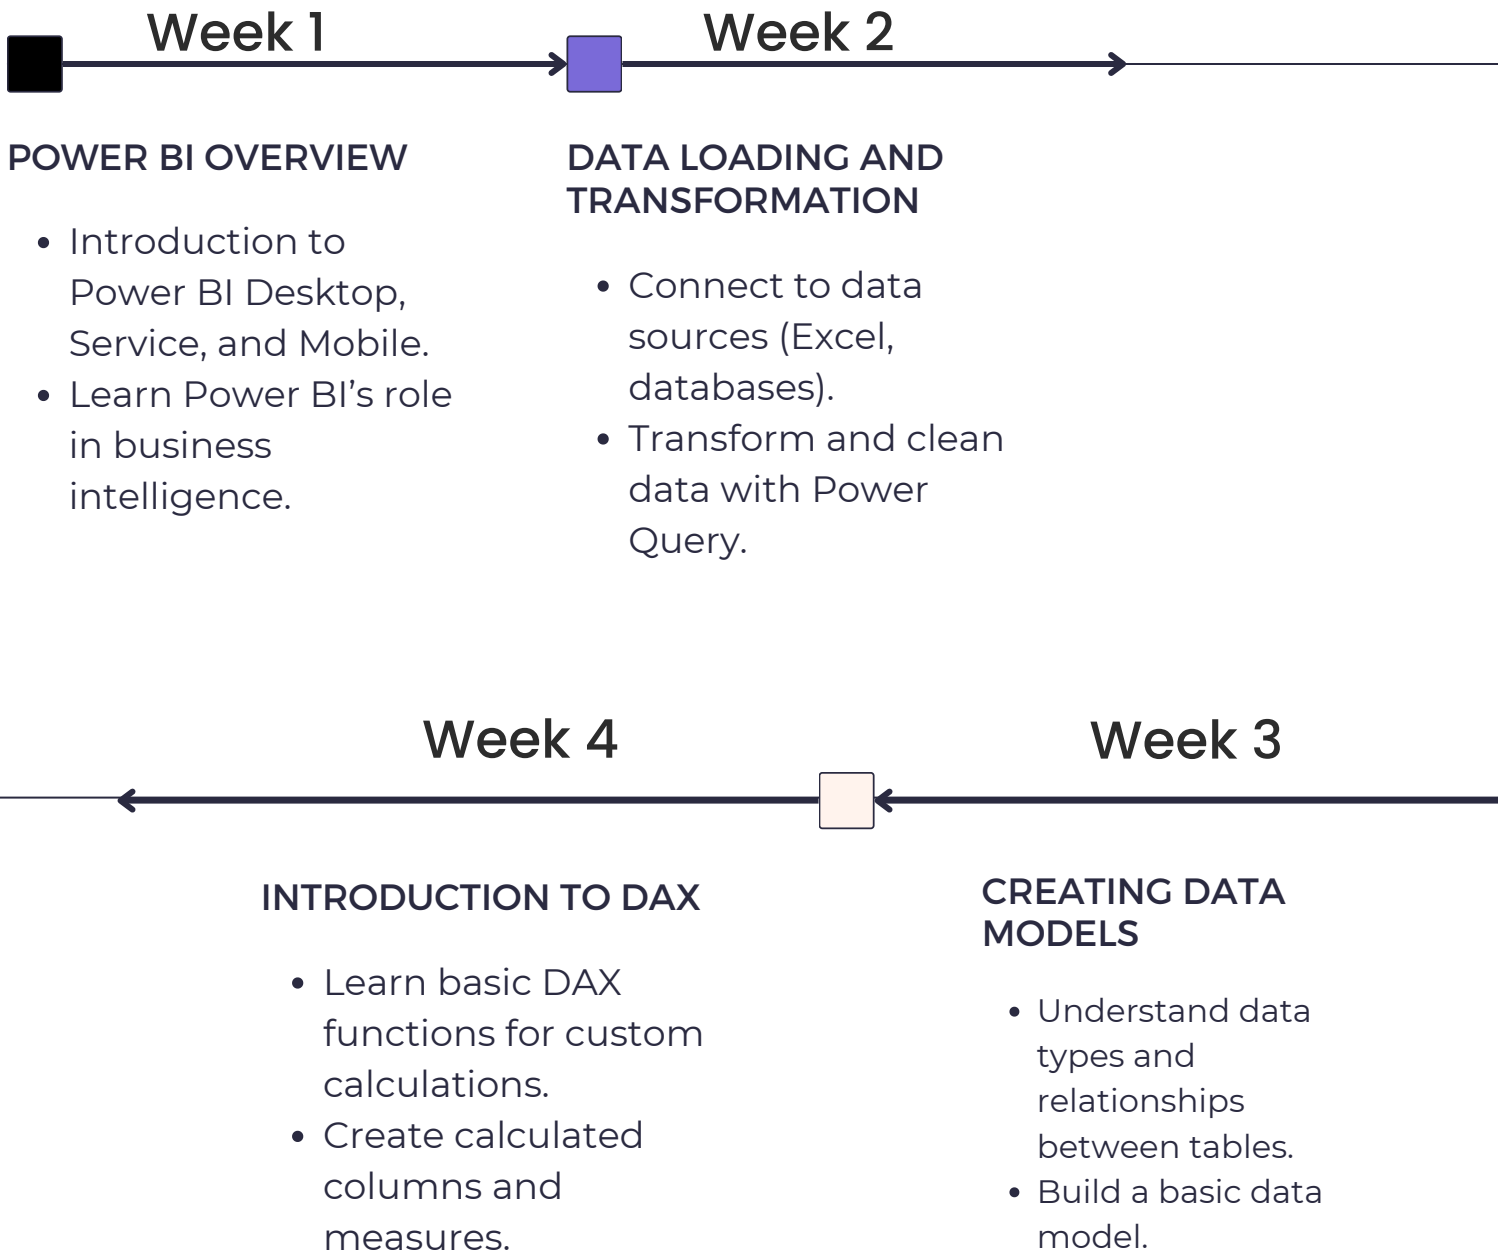 Week 1
POWER BI OVERVIEW
• Introduction to
Power BI Desktop,
Service, and Mobile.
• Learn Power BI’s role
in business
intelligence.
Week 2
DATA LOADING AND
TRANSFORMATION
• Connect to data
sources (Excel,
databases).
• Transform and clean
data with Power
Query.
Week 3
CREATING DATA
MODELS
• Understand data
types and
relationships
between tables.
• Build a basic data
model.
Week 4
INTRODUCTION TO DAX
• Learn basic DAX
functions for custom
calculations.
• Create calculated
columns and
measures.